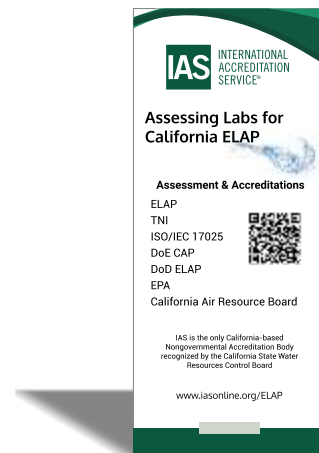 IAS
INTERNATIONAL
ACCREDITATION
SERVICE®
Assessing Labs for
California ELAP
Assessment & Accreditations
ELAP
TNI
ISO/IEC 17025
DoE CAP
DoD ELAP
EPA
California Air Resource Board
IAS is the only California-based
Nongovernmental Accreditation Body
recognized by the California State Water
Resources Control Board
www.iasonline.org/ELAP